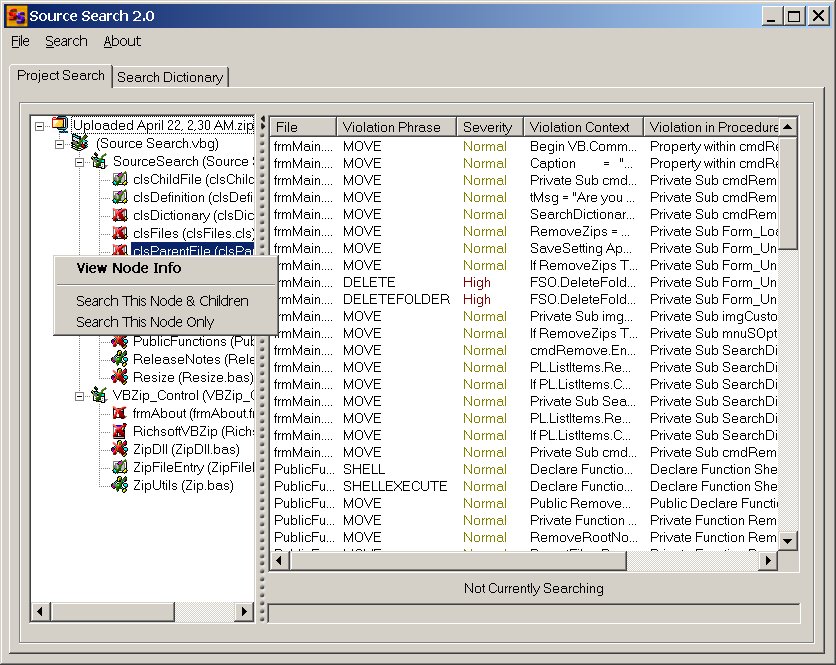 Source Search 2.0
File Search About
Project Search Search Dictionary
Uploaded April 22, 2,30 AM.zip
(Source Search.vbg)
SourceSearch (Source
clsChildFile (clsChilc
clsDefinition (clsDefi
clsDictionary (clsDic
clsFiles (clsFiles.cls)
clsParentFile (clsPa
View Node Info
Search This Node & Children
Search This Node Only
PublicFunctions (Pub
ReleaseNotes (Rele
Resize (Resize.bas)
VBZip_Control (VBZip_C
frmAbout (frmAbout.fr
RichsoftVBZip (Richs
ZipDll (ZipDll.bas)
ZipFileEntry (ZipFileE
ZipUtils (Zip.bas)
File Violation Phrase Severity Violation Context Violation in Procedure
frmMain.... MOVE Normal Begin VB.Comm... Property within cmdRe
frmMain.... MOVE Normal Caption = "... Property within cmdRe
frmMain.... MOVE Normal Private Sub cmd... Private Sub cmdRem
frmMain.... MOVE Normal tMsg = "Are you ... Private Sub cmdRem
frmMain.... MOVE Normal SearchDictionar... Private Sub cmdRem
frmMain.... MOVE Normal RemoveZips = ... Private Sub Form_Loa
frmMain.... MOVE Normal SaveSetting Ap... Private Sub Form_Un
frmMain.... MOVE Normal If RemoveZips T... Private Sub Form_Un
frmMain.... DELETE High FSO.DeleteFold... Private Sub Form_Un
frmMain.... DELETEFOLDER High FSO.DeleteFold... Private Sub Form_Un
frmMain.... MOVE Normal Private Sub img... Private Sub imgCusto
frmMain.... MOVE Normal If RemoveZips T... Private Sub mnuSOpt
frmMain.... MOVE Normal cmdRemove.En... Private Sub SearchDi
frmMain.... MOVE Normal PL.ListItems.Re... Private Sub SearchDi
frmMain.... MOVE Normal If PL.ListItems.C... Private Sub SearchDi
frmMain.... MOVE Normal Private Sub Sea... Private Sub SearchDi
frmMain.... MOVE Normal PL.ListItems.Re... Private Sub SearchDi
frmMain.... MOVE Normal If PL.ListItems.C... Private Sub SearchDi
frmMain.... MOVE Normal Private Sub cmd... Private Sub cmdRem
PublicFu... SHELL Normal Declare Functio... Declare Function She
PublicFu... SHELLEXECUTE Normal Declare Functio... Declare Function She
PublicFu... MOVE Normal Public Remove... Public Declare Functi
PublicFu... MOVE Normal Private Function ... Private Function Rem
PublicFu... MOVE Normal RemoveRootNo... Private Function Rem
Not Currently Searching